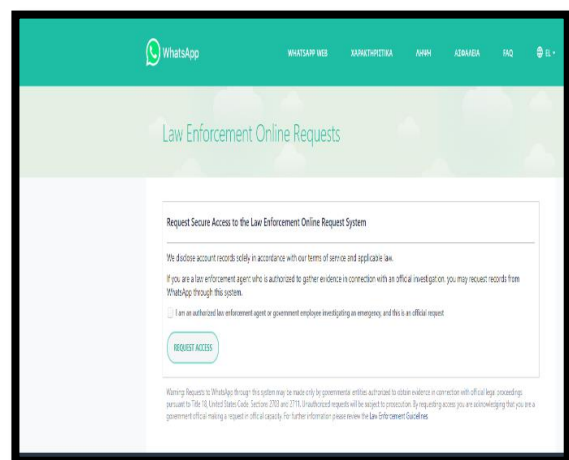 WhatsApp
WHATSAPP WEB ΧΑΡΑΚΤΗΡΙΣΤΙΚΑ ΛΗΨΗ ΑΣΦΑΛΕΙΑ FAQ EL
Law Enforcement Online Requests
Request Secure Access to the Law Enforcement Online Request System
We disclose account records solely in accordance with our terms of service and applicable law.
If you are a law enforcement agent who is authorized to gather evidence in connection with an official investigation, you may request records from
WhatsApp through this system.
I am an authorized law enforcement agent or government employee investigating an emergency, and this is an official request
REQUEST ACCESS
Warning: Requests to WhatsApp through this system may be made only by governmental entities authorized to obtain evidence in connection with official legal proceedings
pursuant to Title 18, United States Code, Sections 2703 and 2711. Unauthorized requests will be subject to prosecution. By requesting access you are acknowledging that you are a
government official making a request in official capacity. For further information please review the Law Enforcement Guidelines.